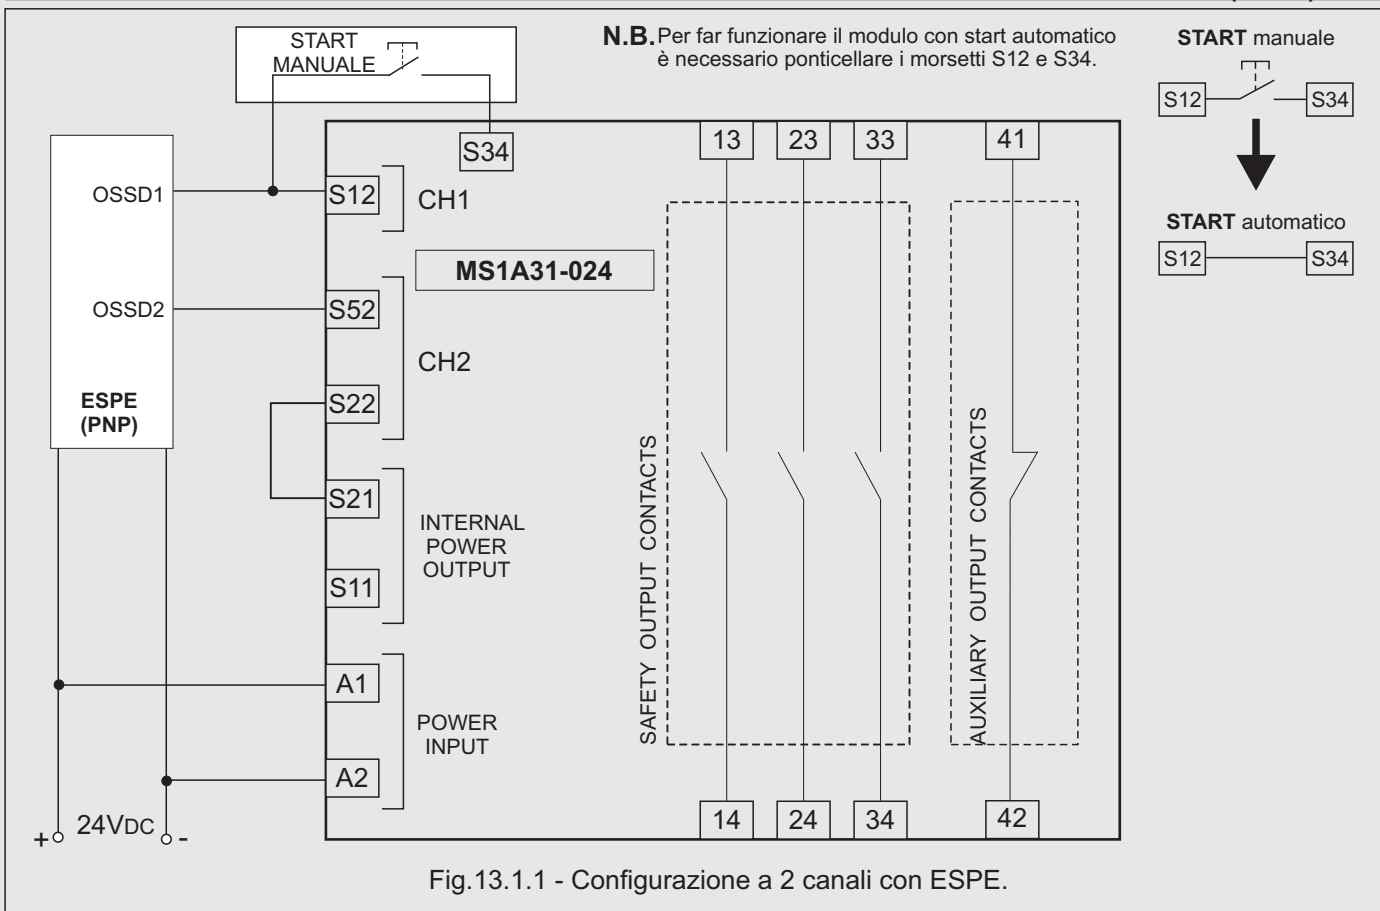 START
MANUALE
N.B. Per far funzionare il modulo con start automatico
è necessario ponticellare i morsetti S12 e S34.
START manuale
S12
S34
START automatico
S12
S34
S34
13
23
33
41
OSSD1
S12
CH1
MS1A31-024
OSSD2
S52
CH2
S22
ESPE
(PNP)
S21
INTERNAL
POWER
OUTPUT
S11
A1
POWER
INPUT
A2
SAFETY OUTPUT CONTACTS
AUXILIARY OUTPUT CONTACTS
+ 24VDC -
14
24
34
42
Fig.13.1.1 - Configurazione a 2 canali con ESPE.